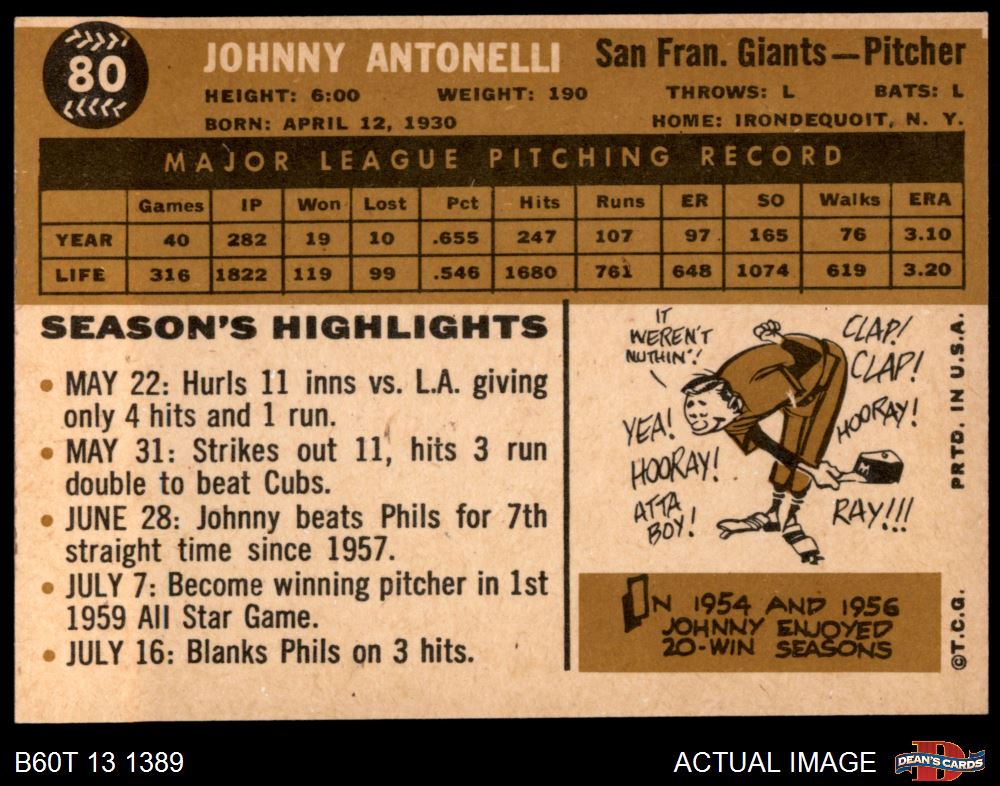 80
JOHNNY ANTONELLI San Fran. Giants—Pitcher
HEIGHT: 6:00 WEIGHT: 190 THROWS: L BATS: L
BORN: APRIL 12, 1930 HOME: IRONDEQUOIT, N. Y.
MAJOR LEAGUE PITCHING RECORD
Games IP Won Lost Pct Hits Runs ER SO Walks ERA
YEAR 40 282 19 10 .655 247 107 97 165 76 3.10
LIFE 316 1822 119 99 .546 1680 761 648 1074 619 3.20
SEASON'S HIGHLIGHTS
• MAY 22: Hurls 11 inns vs. L.A. giving
only 4 hits and 1 run.
• MAY 31: Strikes out 11, hits 3 run
double to beat Cubs.
• JUNE 28: Johnny beats Phils for 7th
straight time since 1957.
• JULY 7: Become winning pitcher in 1st
1959 All Star Game.
• JULY 16: Blanks Phils on 3 hits.
IT
WEREN'T
NUTHIN'!
CLAP!
CLAP!
YEA!
HOORAY!
HOORAY!
ATTA
BOY!
RAY!!!
M
IN 1954 AND 1956
JOHNNY ENJOYED
20-WIN SEASONS
PRTD. IN U.S.A.
©T.C.G.
B60T 13 1389 ACTUAL IMAGE
D
DEAN'S CARDS